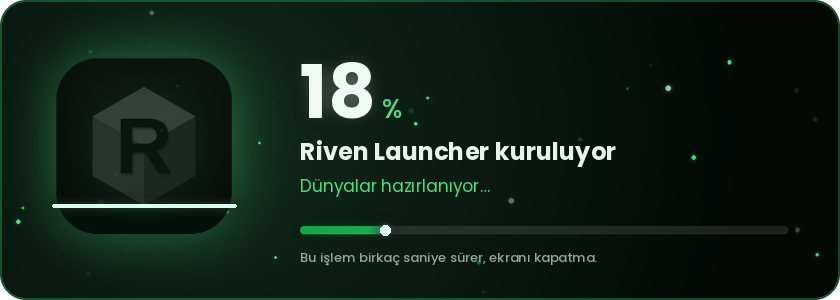 R
18 %
Riven Launcher kuruluyor
Dünyalar hazırlanıyor...
Bu işlem birkaç saniye sürer, ekranı kapatma.